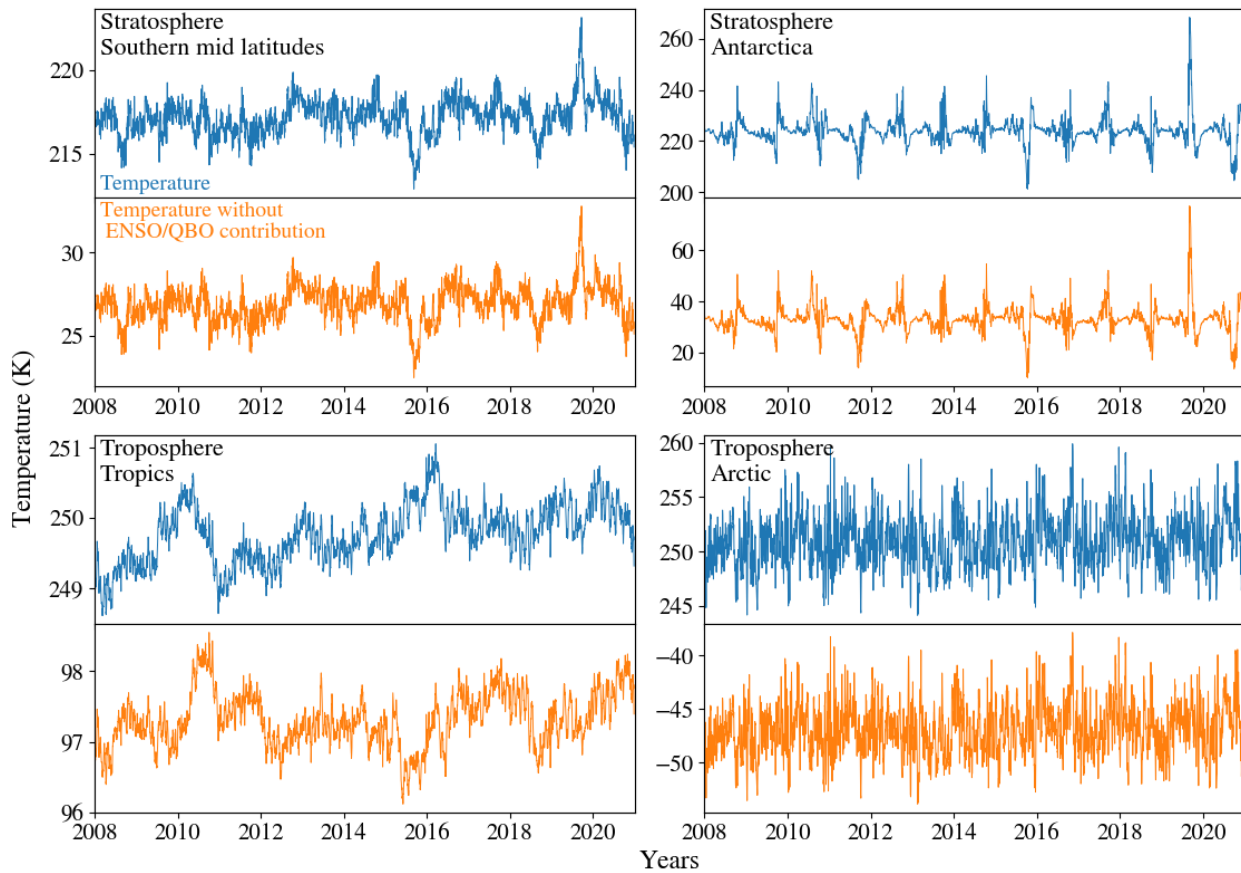 Stratosphere
Southern mid latitudes
220
215
Temperature
Temperature without
ENSO/QBO contribution
30
25
2008 2010 2012 2014 2016 2018 2020
Stratosphere
Antarctica
260
240
220
200
60
40
20
2008 2010 2012 2014 2016 2018 2020
Temperature (K)
Troposphere
Tropics
251
250
249
98
97
96
2008 2010 2012 2014 2016 2018 2020
Troposphere
Arctic
260
255
250
245
−40
−45
−50
2008 2010 2012 2014 2016 2018 2020
Years